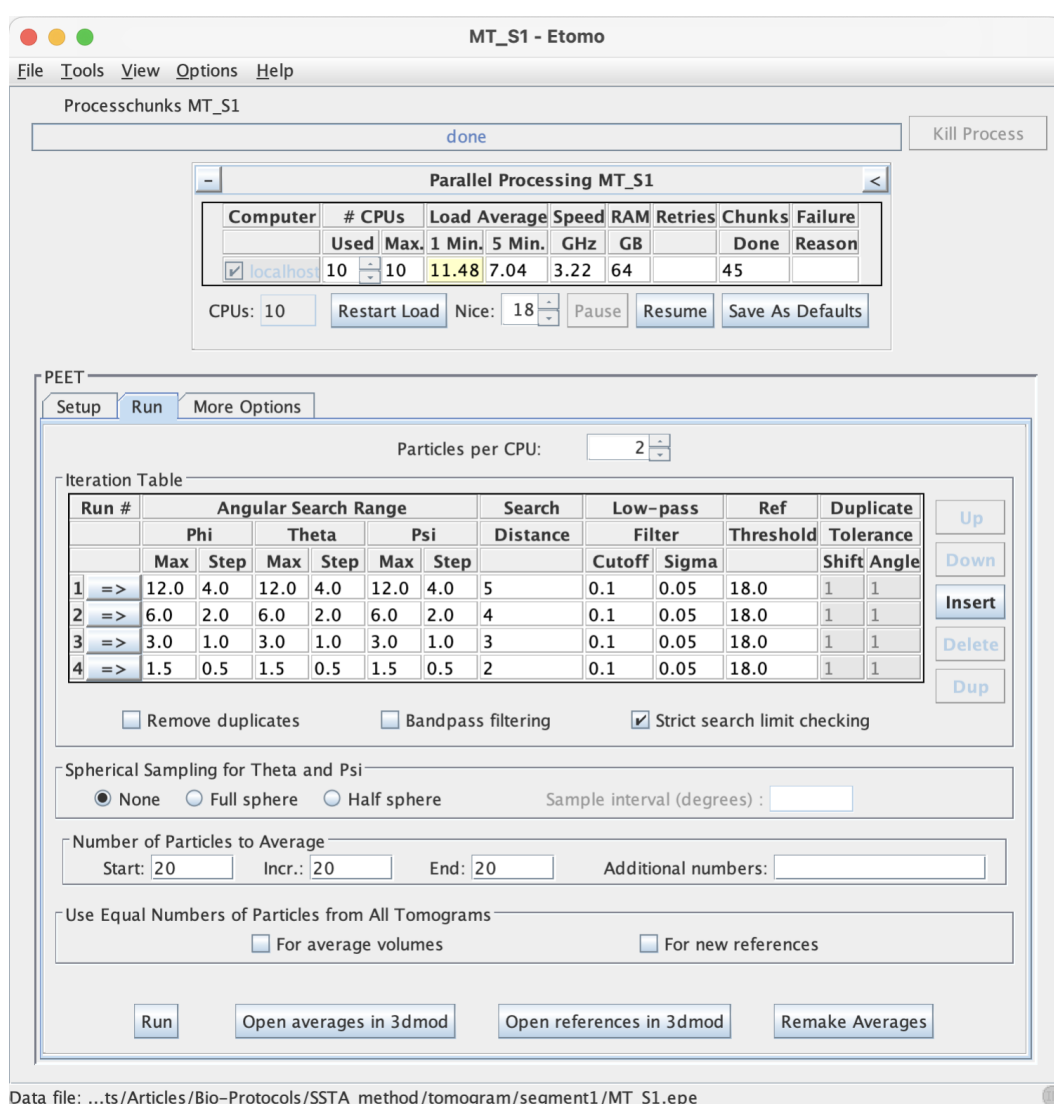 MT_S1 - Etomo
File Tools View Options Help
Processchunks MT_S1
done
Kill Process
-
Parallel Processing MT_S1
<
Computer # CPUs Load Average Speed RAM Retries Chunks Failure
Used Max. 1 Min. 5 Min. GHz GB Done Reason
localhost 10 10 11.48 7.04 3.22 64 45
CPUs: 10 Restart Load Nice: 18 Pause Resume Save As Defaults
PEET
Setup Run More Options
Particles per CPU: 2
Iteration Table
Run # Angular Search Range Search Low-pass Ref Duplicate
Phi Theta Psi Distance Filter Threshold Tolerance
Max Step Max Step Max Step Cutoff Sigma Shift Angle
1 => 12.0 4.0 12.0 4.0 12.0 4.0 5 0.1 0.05 18.0 1 1
2 => 6.0 2.0 6.0 2.0 6.0 2.0 4 0.1 0.05 18.0 1 1
3 => 3.0 1.0 3.0 1.0 3.0 1.0 3 0.1 0.05 18.0 1 1
4 => 1.5 0.5 1.5 0.5 1.5 0.5 2 0.1 0.05 18.0 1 1
Up
Down
Insert
Delete
Dup
Remove duplicates Bandpass filtering Strict search limit checking
Spherical Sampling for Theta and Psi
None Full sphere Half sphere Sample interval (degrees) :
Number of Particles to Average
Start: 20 Incr.: 20 End: 20 Additional numbers:
Use Equal Numbers of Particles from All Tomograms
For average volumes For new references
Run Open averages in 3dmod Open references in 3dmod Remake Averages
Data file: ...ts/Articles/Bio-Protocols/SSTA_method/tomogram/segment1/MT_S1.epe